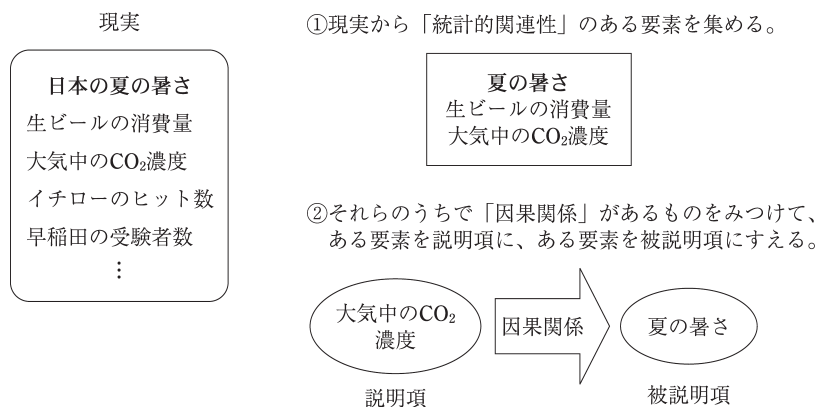 現実
日本の夏の暑さ
生ビールの消費量
大気中のCO₂濃度
イチローのヒット数
早稲田の受験者数
⋮
①現実から「統計的関連性」のある要素を集める。
夏の暑さ
生ビールの消費量
大気中のCO₂濃度
②それらのうちで「因果関係」があるものをみつけて、
ある要素を説明項に、ある要素を被説明項にすえる。
大気中のCO₂
濃度
因果関係
夏の暑さ
説明項
被説明項